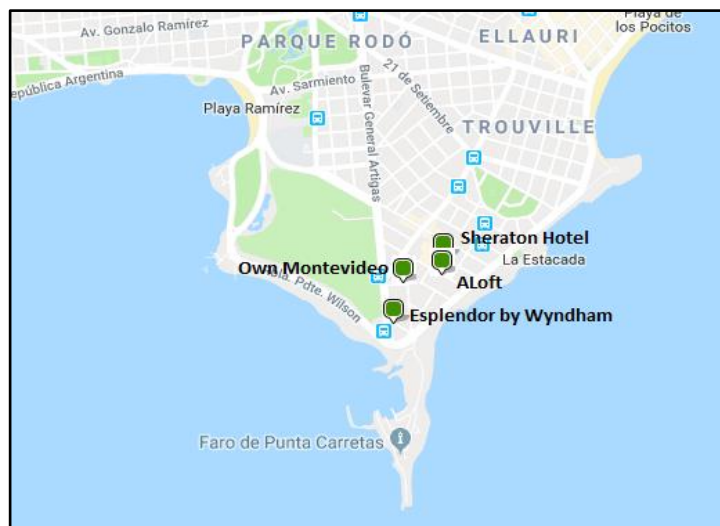 Playa de
los Pocitos
Av. Gonzalo Ramírez
PARQUE RODÓ
ELLAURI
República Argentina
Av. Sarmiento
21 de Setiembre
Playa Ramírez
Bulevar General Artigas
TROUVILLE
Sheraton Hotel
La Estacada
Own Montevideo
ALoft
Pdte. Wilson
Esplendor by Wyndham
Faro de Punta Carretas